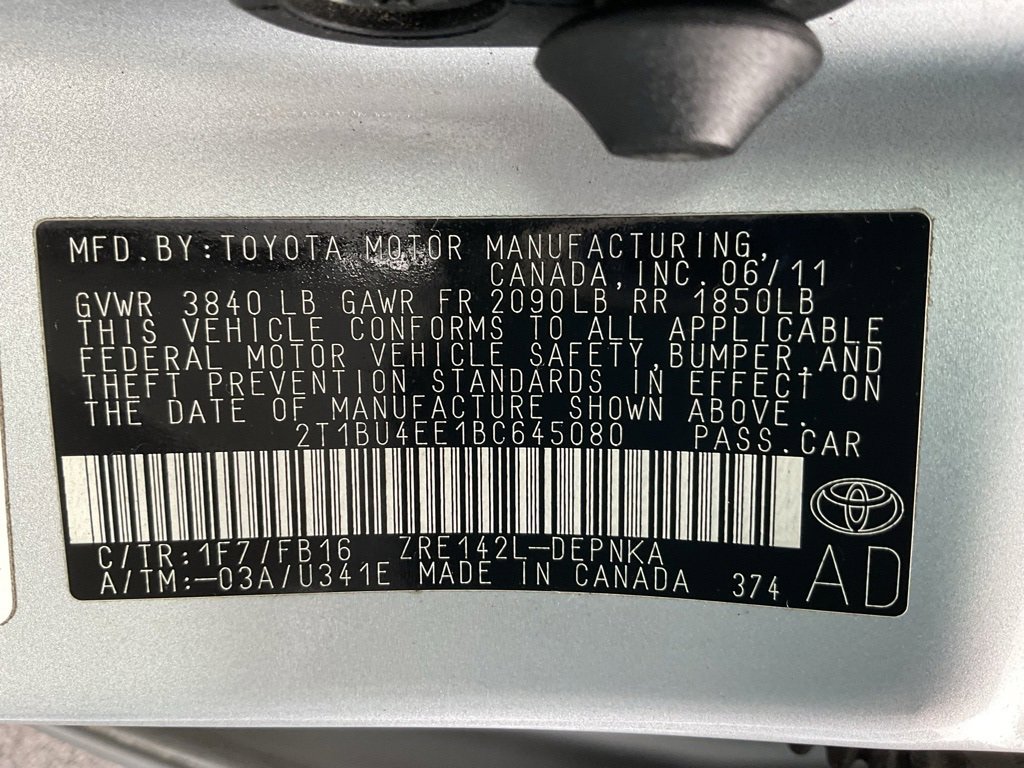 MFD.BY:TOYOTA MOTOR MANUFACTURING,
CANADA,INC.06/11
GVWR 3840LB GAWR FR 2090LB RR 1850LB
THIS VEHICLE CONFORMS TO ALL APPLICABLE
FEDERAL MOTOR VEHICLE SAFETY,BUMPER,AND
THEFT PREVENTION STANDARDS IN EFFECT ON
THE DATE OF MANUFACTURE SHOWN ABOVE.
2T1BU4EE1BC645080 PASS.CAR
C/TR:1F7/FB16 ZRE142L-DEPNKA
A/TM:-03A/U341E MADE IN CANADA 374
AD